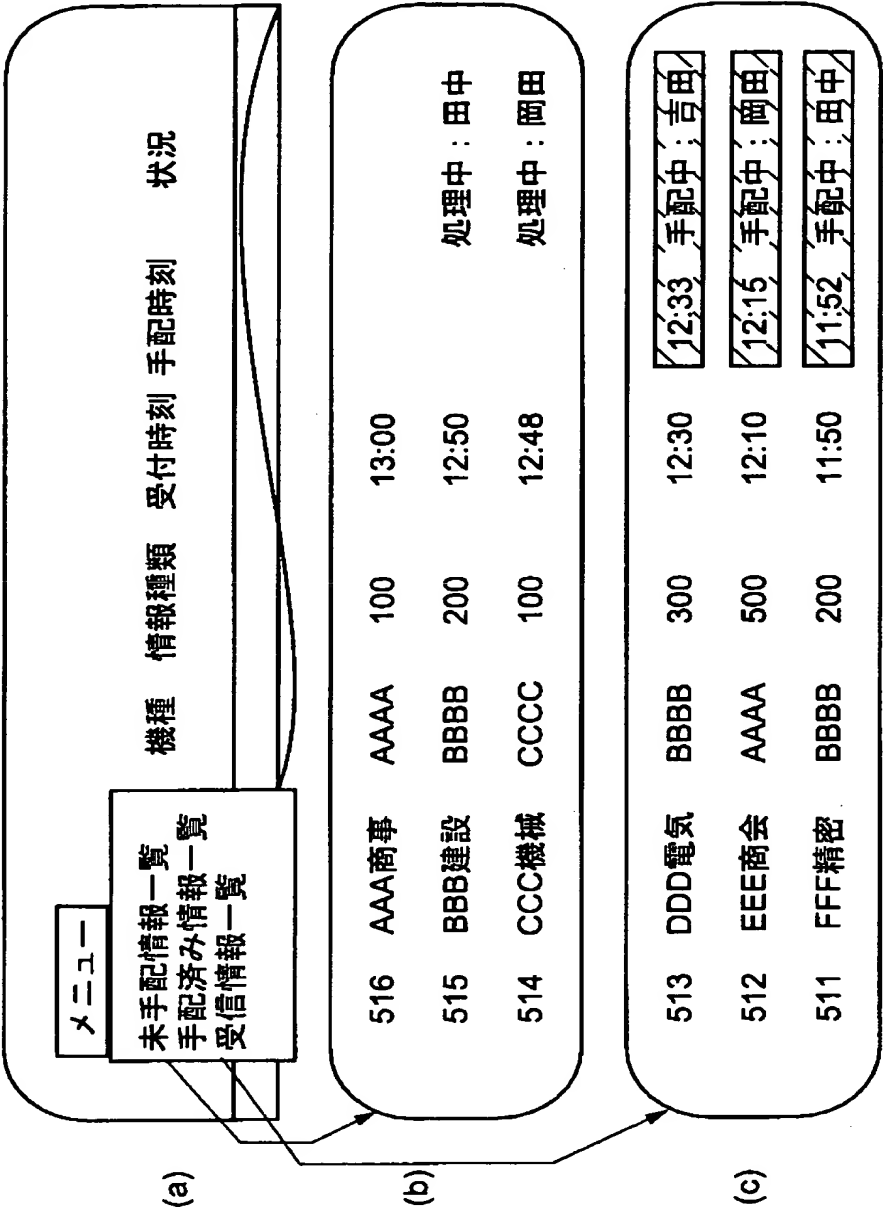 (a)
メニュー
未手配情報一覧
手配済み情報一覧
受信情報一覧
機種 情報種類 受付時刻 手配時刻 状況
(b)
516 AAA商事 AAAA 100 13:00
515 BBB建設 BBBB 200 12:50 処理中：田中
514 CCC機械 CCCC 100 12:48 処理中：岡田
(c)
513 DDD電気 BBBB 300 12:30 12:33 手配中：吉田
512 EEE商会 AAAA 500 12:10 12:15 手配中：岡田
511 FFF精密 BBBB 200 11:50 11:52 手配中：田中